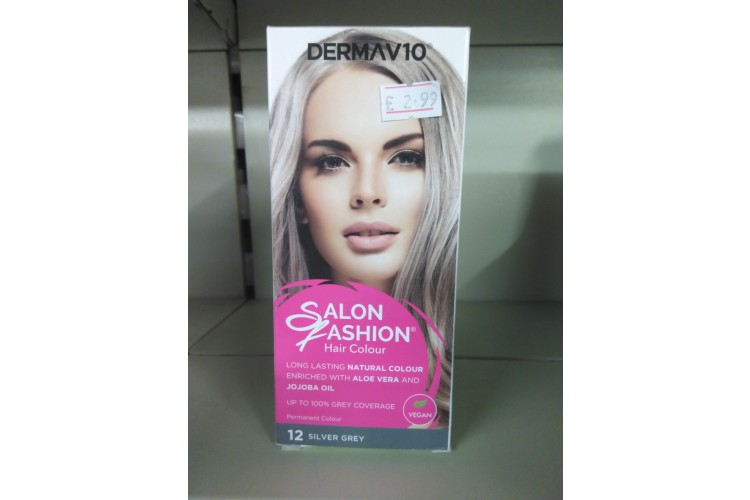 DERMAV10
£ 2.99
SALON
FASHION®
Hair Colour
LONG LASTING NATURAL COLOUR
ENRICHED WITH ALOE VERA AND
JOJOBA OIL
UP TO 100% GREY COVERAGE
VEGAN
Permanent Colour
12 SILVER GREY